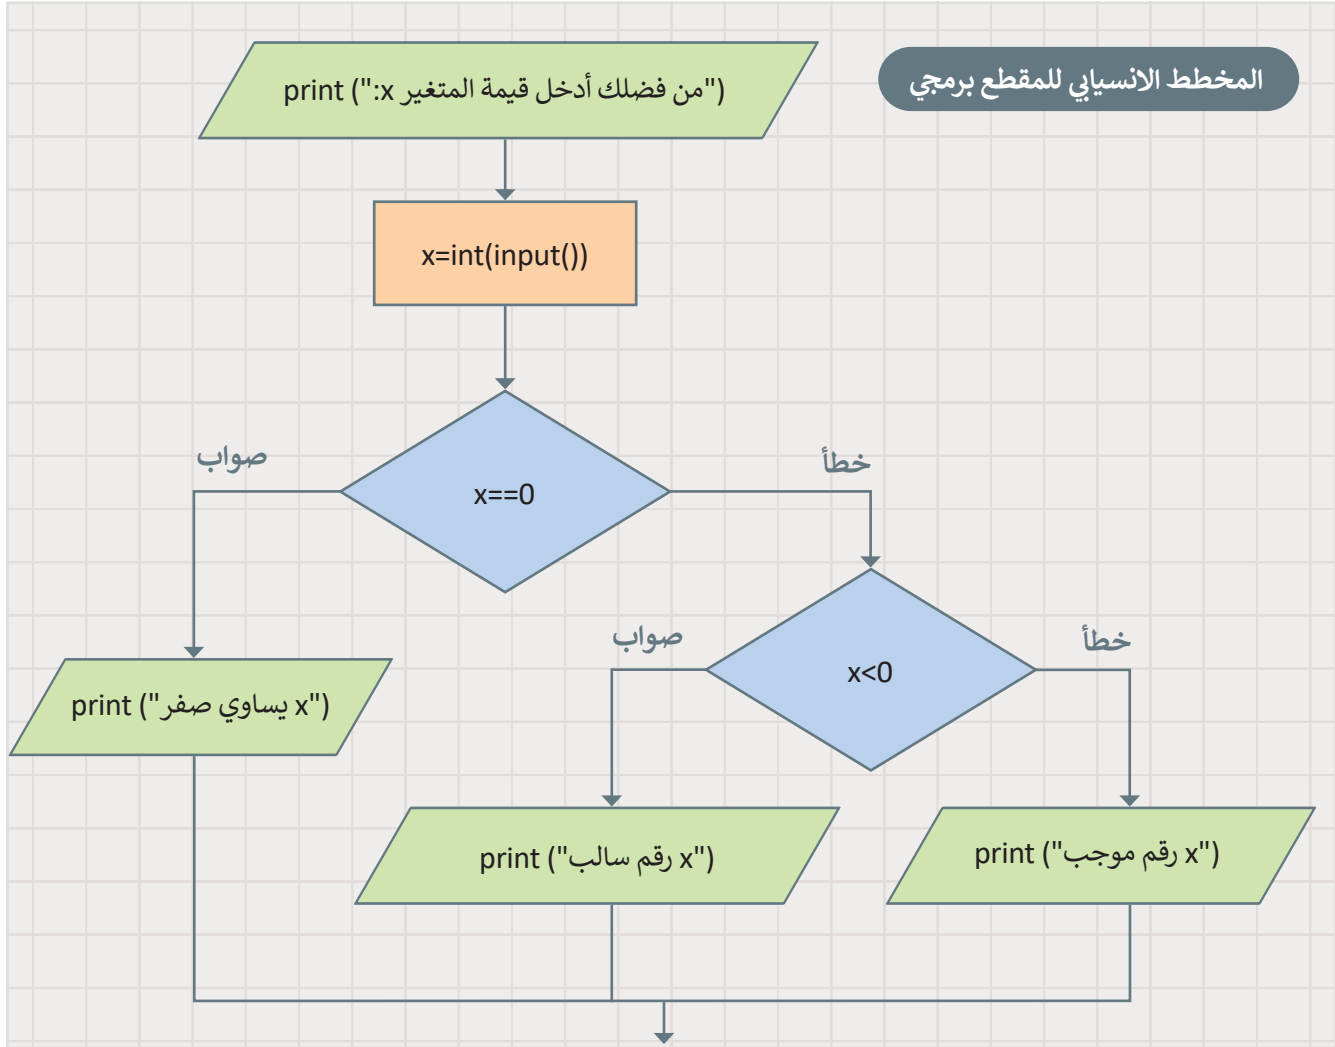 المخطط الانسيابي للمقطع برمجي
print ("من فضلك أدخل قيمة المتغير x:")
x=int(input())
x==0
صواب
خطأ
x<0
صواب
خطأ
print ("x يساوي صفر")
print ("x رقم سالب")
print ("x رقم موجب")